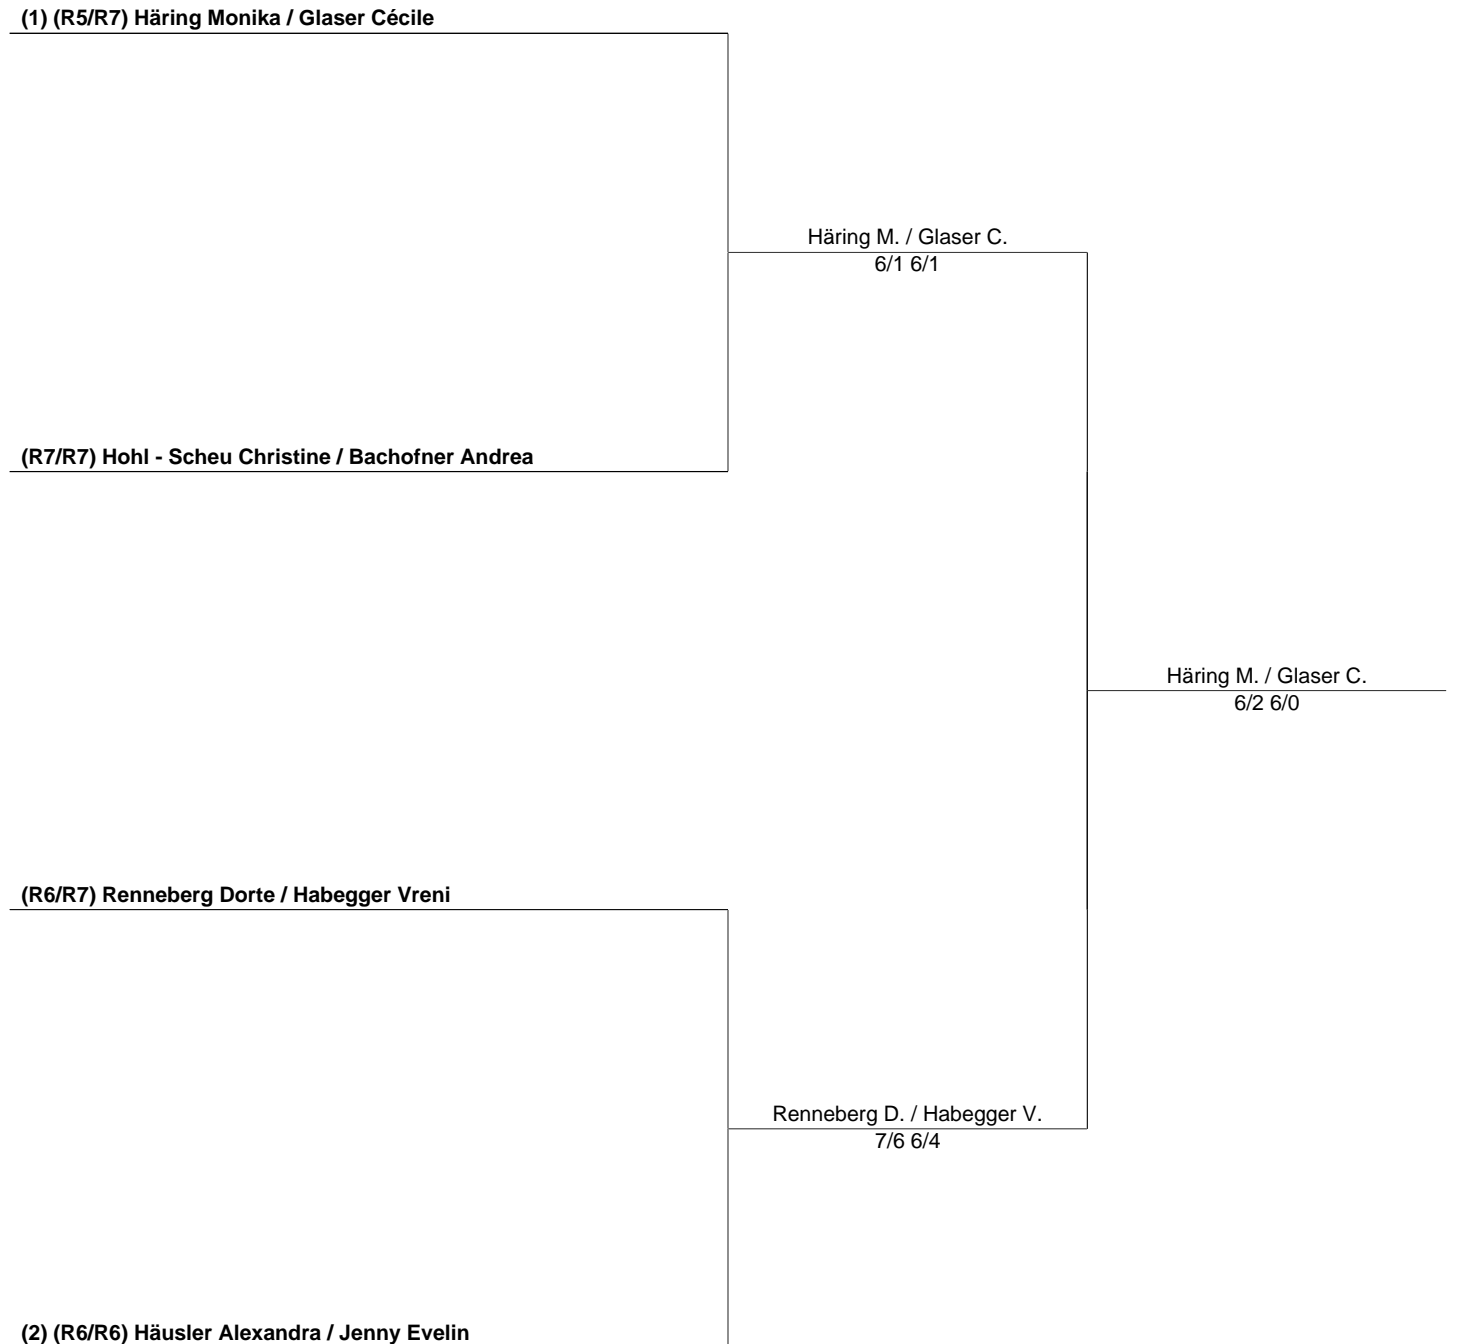 (1) (R5/R7) Häring Monika / Glaser Cécile
Häring M. / Glaser C.
6/1 6/1
(R7/R7) Hohl - Scheu Christine / Bachofner Andrea
Häring M. / Glaser C.
6/2 6/0
(R6/R7) Renneberg Dorte / Habegger Vreni
Renneberg D. / Habegger V.
7/6 6/4
(2) (R6/R6) Häusler Alexandra / Jenny Evelin